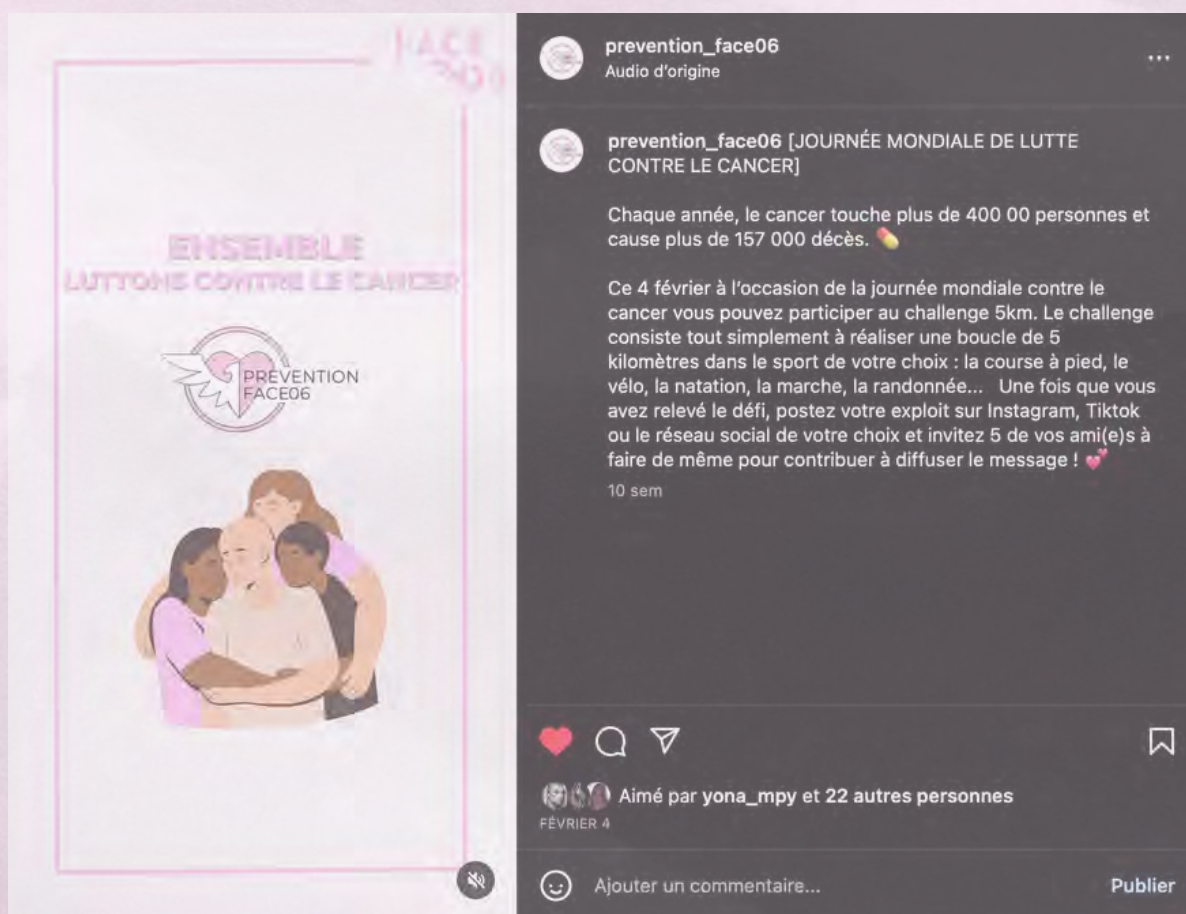 FACE
06
ENSEMBLE
LUTTONS CONTRE LE CANCER
PREVENTION
FACE06
prevention_face06
Audio d'origine
prevention_face06 [JOURNÉE MONDIALE DE LUTTE
CONTRE LE CANCER]
Chaque année, le cancer touche plus de 400 00 personnes et
cause plus de 157 000 décès. 💊
Ce 4 février à l'occasion de la journée mondiale contre le
cancer vous pouvez participer au challenge 5km. Le challenge
consiste tout simplement à réaliser une boucle de 5
kilomètres dans le sport de votre choix : la course à pied, le
vélo, la natation, la marche, la randonnée... Une fois que vous
avez relevé le défi, postez votre exploit sur Instagram, Tiktok
ou le réseau social de votre choix et invitez 5 de vos ami(e)s à
faire de même pour contribuer à diffuser le message ! 💕
10 sem
Aimé par yona_mpy et 22 autres personnes
FÉVRIER 4
Ajouter un commentaire...
Publier